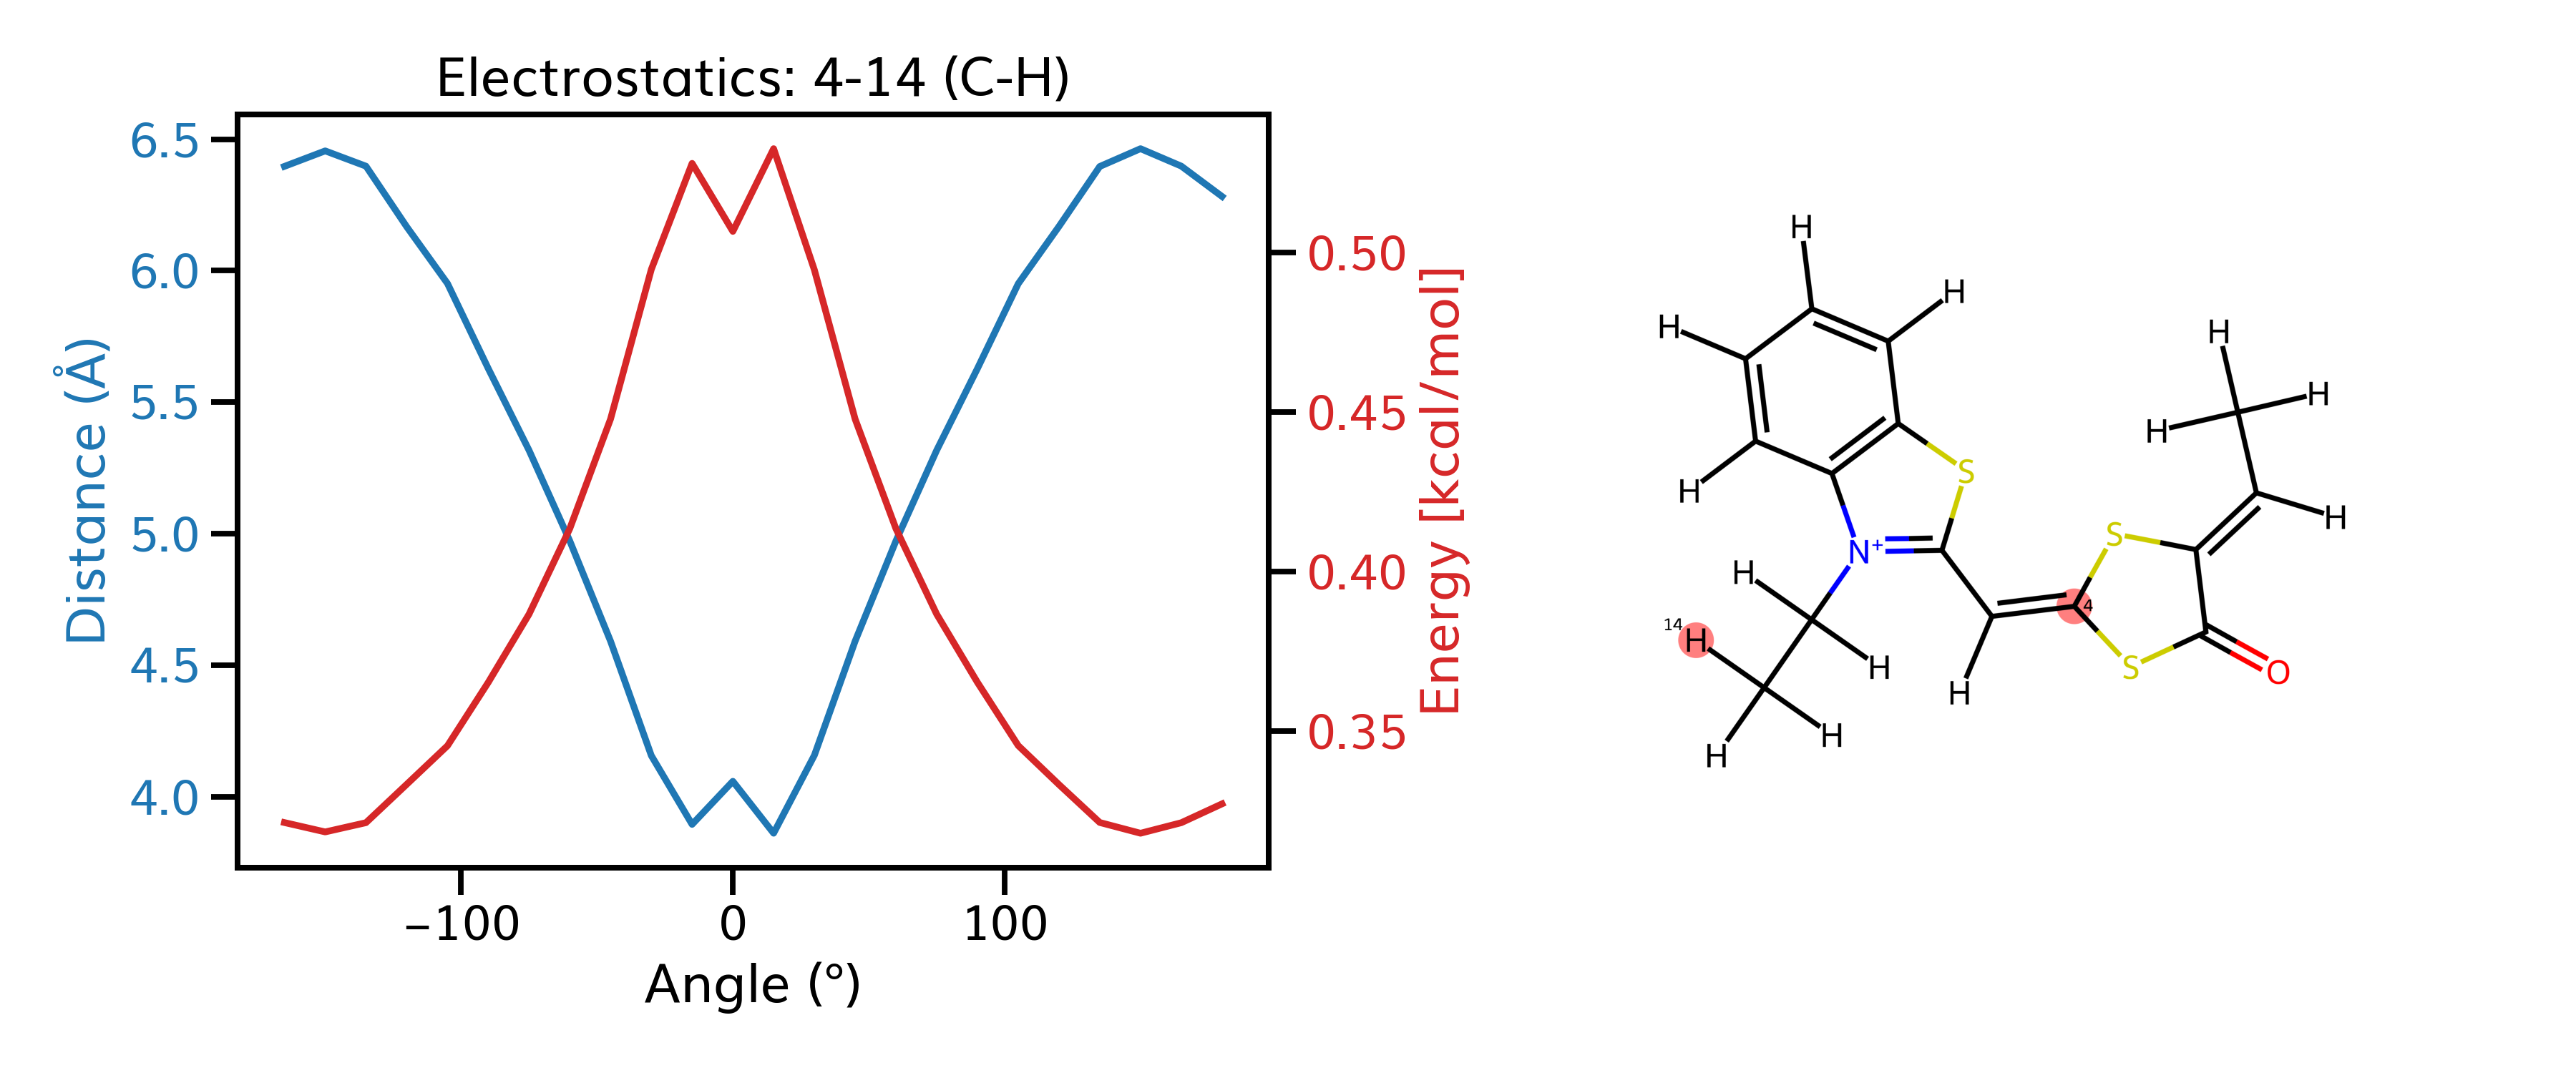 Electrostatics: 4-14 (C-H)
6.5
6.0
5.5
5.0
4.5
4.0
Distance (Å)
0.50
0.45
0.40
0.35
Energy [kcal/mol]
−100 0 100
Angle (°)
H
H
H
H
H
H
S
H
H
S
N+
H
4
14
H
H
S
O
H
H
H